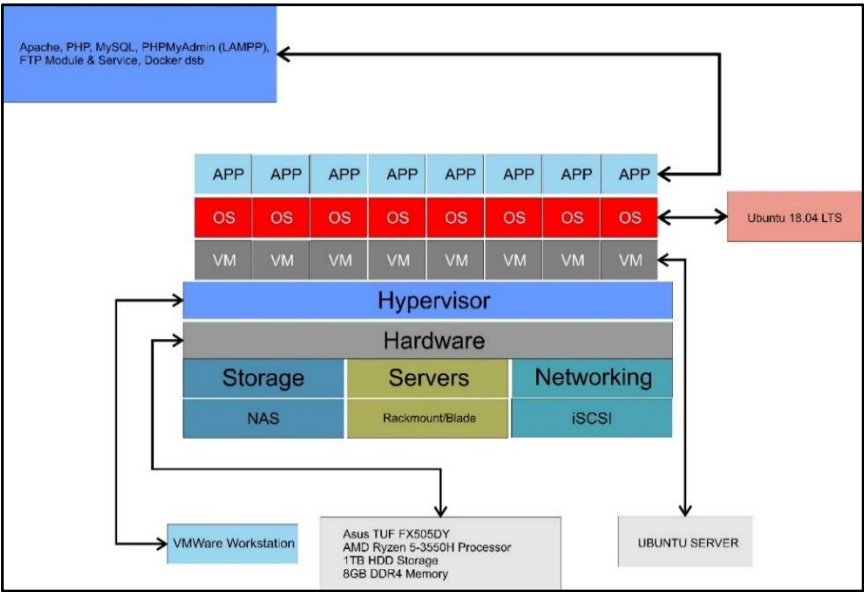 Apache, PHP, MySQL, PHPMyAdmin (LAMPP),
FTP Module & Service, Docker dsb
APP APP APP APP APP APP APP APP
OS OS OS OS OS OS OS OS
Ubuntu 18.04 LTS
VM VM VM VM VM VM VM VM
Hypervisor
Hardware
Storage Servers Networking
NAS Rackmount/Blade iSCSI
VMWare Workstation
Asus TUF FX505DY
AMD Ryzen 5-3550H Processor
1TB HDD Storage
8GB DDR4 Memory
UBUNTU SERVER